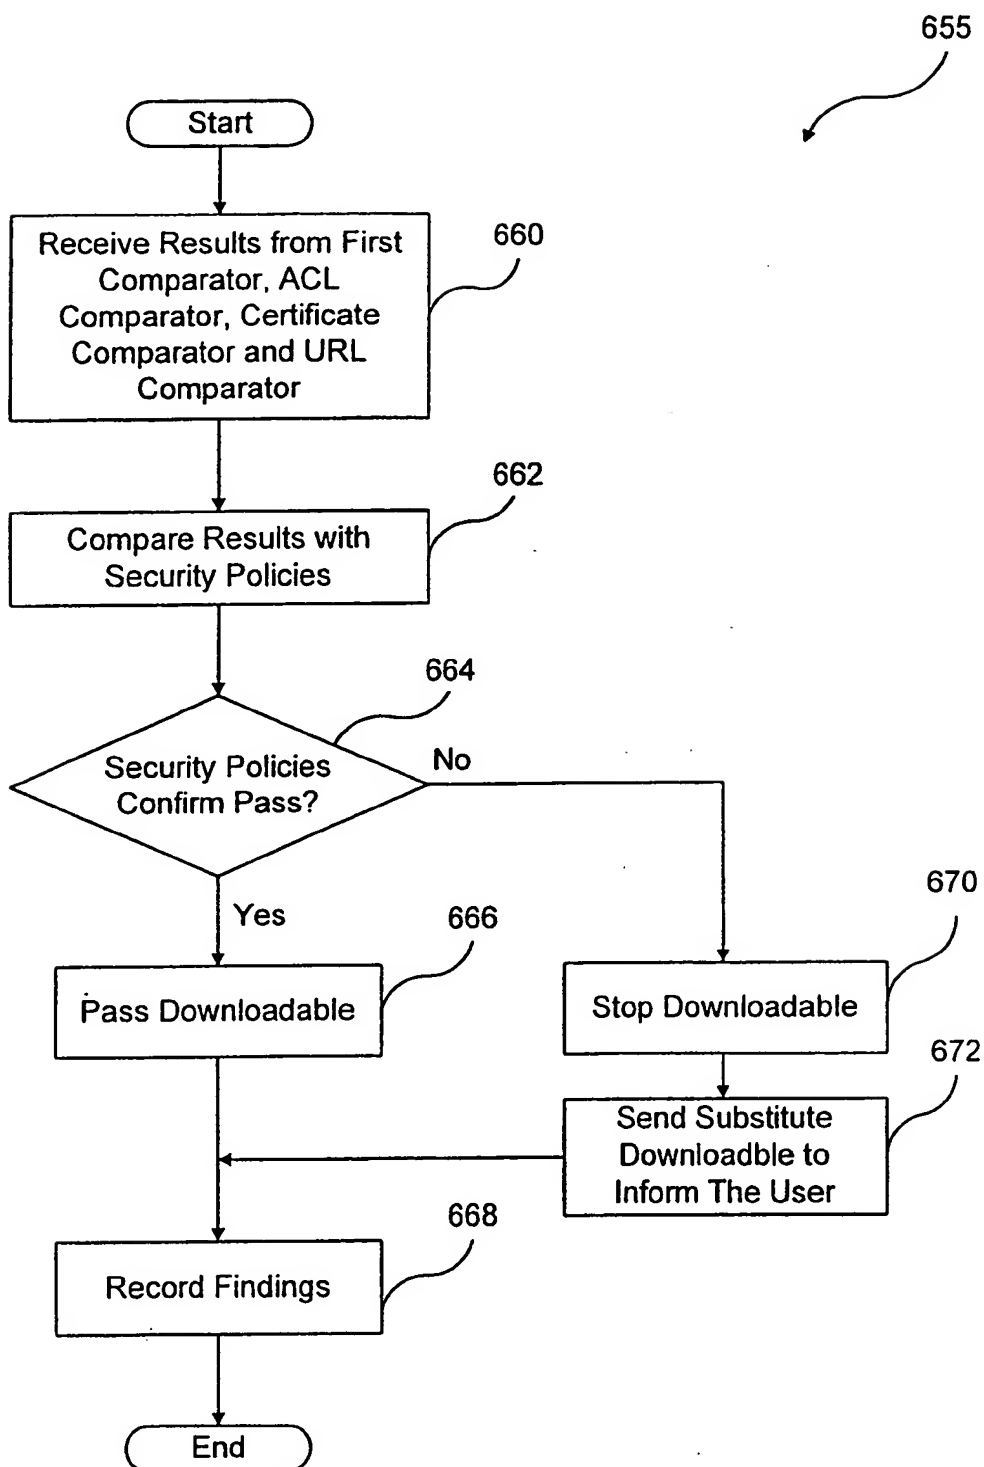 655
Start
Receive Results from First
Comparator, ACL
Comparator, Certificate
Comparator and URL
Comparator
660
662
Compare Results with
Security Policies
664
Security Policies
Confirm Pass?
No
Yes
666
670
Pass Downloadable
Stop Downloadable
672
Send Substitute
Downloadble to
Inform The User
668
Record Findings
End